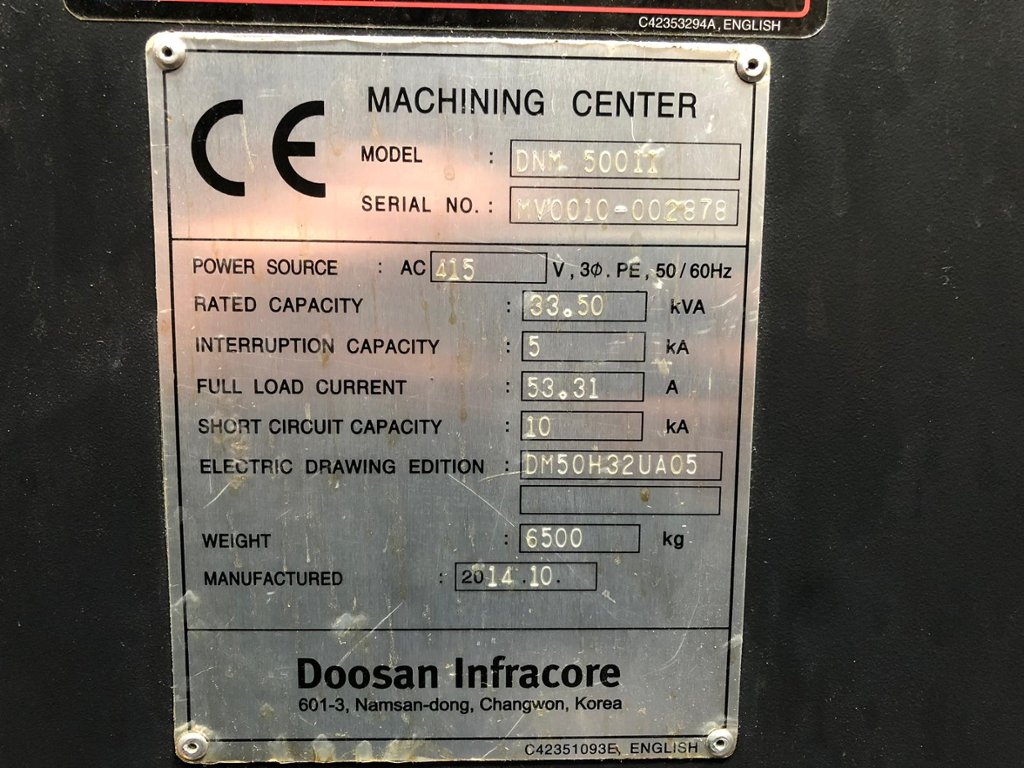 C42353294A, ENGLISH
CE
MACHINING CENTER
MODEL : DNM 500II
SERIAL NO. : MV0010-002878
POWER SOURCE : AC 415 V, 3Φ. PE, 50/60Hz
RATED CAPACITY : 33.50 kVA
INTERRUPTION CAPACITY : 5 kA
FULL LOAD CURRENT : 53.31 A
SHORT CIRCUIT CAPACITY : 10 kA
ELECTRIC DRAWING EDITION : DM50H32UA05
WEIGHT : 6500 kg
MANUFACTURED : 2014.10.
Doosan Infracore
601-3, Namsan-dong, Changwon, Korea
C42351093E, ENGLISH